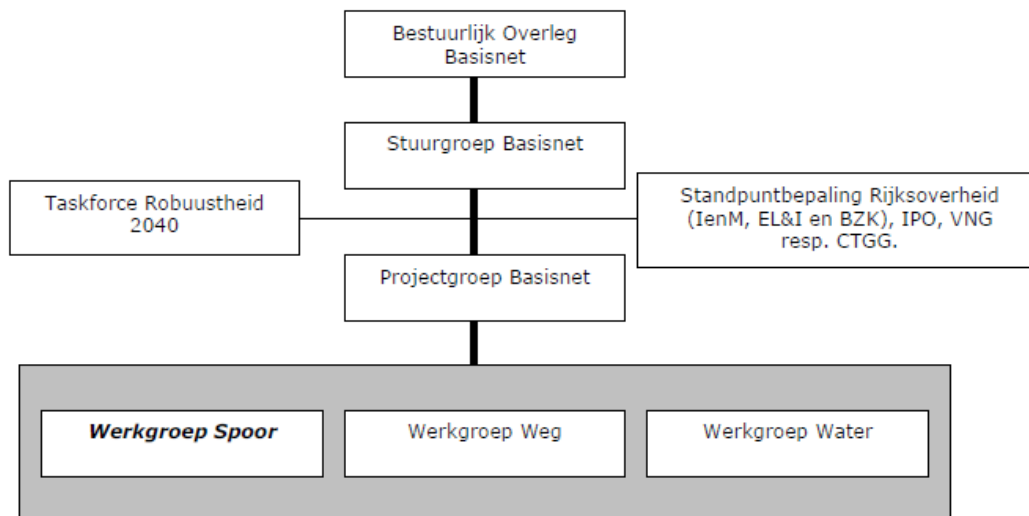 Bestuurlijk Overleg
Basisnet
Stuurgroep Basisnet
Taskforce Robuustheid
2040
Standpuntbepaling Rijksoverheid
(IenM, EL&I en BZK), IPO, VNG
resp. CTGG.
Projectgroep Basisnet
Werkgroep Spoor
Werkgroep Weg
Werkgroep Water